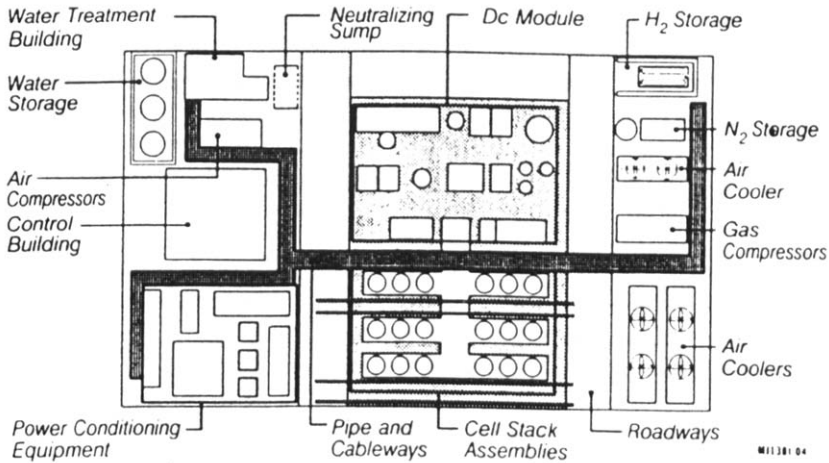 Water Treatment
Building
Neutralizing
Sump
Dc Module
H₂ Storage
Water
Storage
N₂ Storage
Air
Compressors
Air
Cooler
Control
Building
Gas
Compressors
Air
Coolers
Power Conditioning
Equipment
Pipe and
Cableways
Cell Stack
Assemblies
Roadways